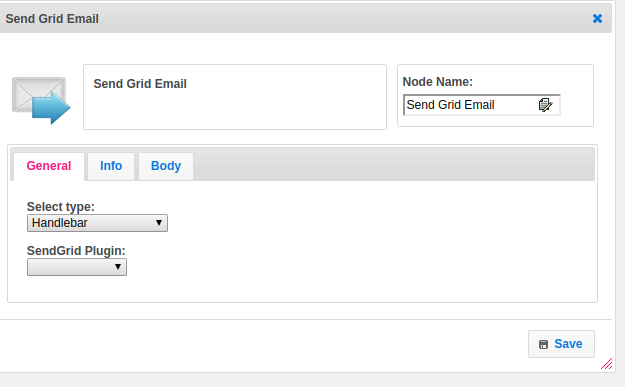 Send Grid Email
Send Grid Email
Node Name:
Send Grid Email
General
Info
Body
Select type:
Handlebar
SendGrid Plugin:
Save